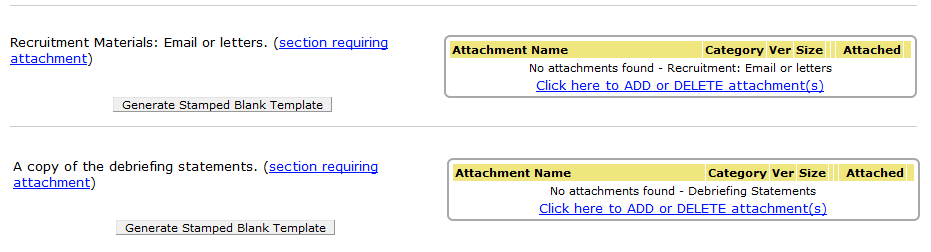 Recruitment Materials: Email or letters. (section requiring
attachment)
Generate Stamped Blank Template
Attachment Name Category Ver Size Attached
No attachments found - Recruitment: Email or letters
Click here to ADD or DELETE attachment(s)
A copy of the debriefing statements. (section requiring
attachment)
Generate Stamped Blank Template
Attachment Name Category Ver Size Attached
No attachments found - Debriefing Statements
Click here to ADD or DELETE attachment(s)